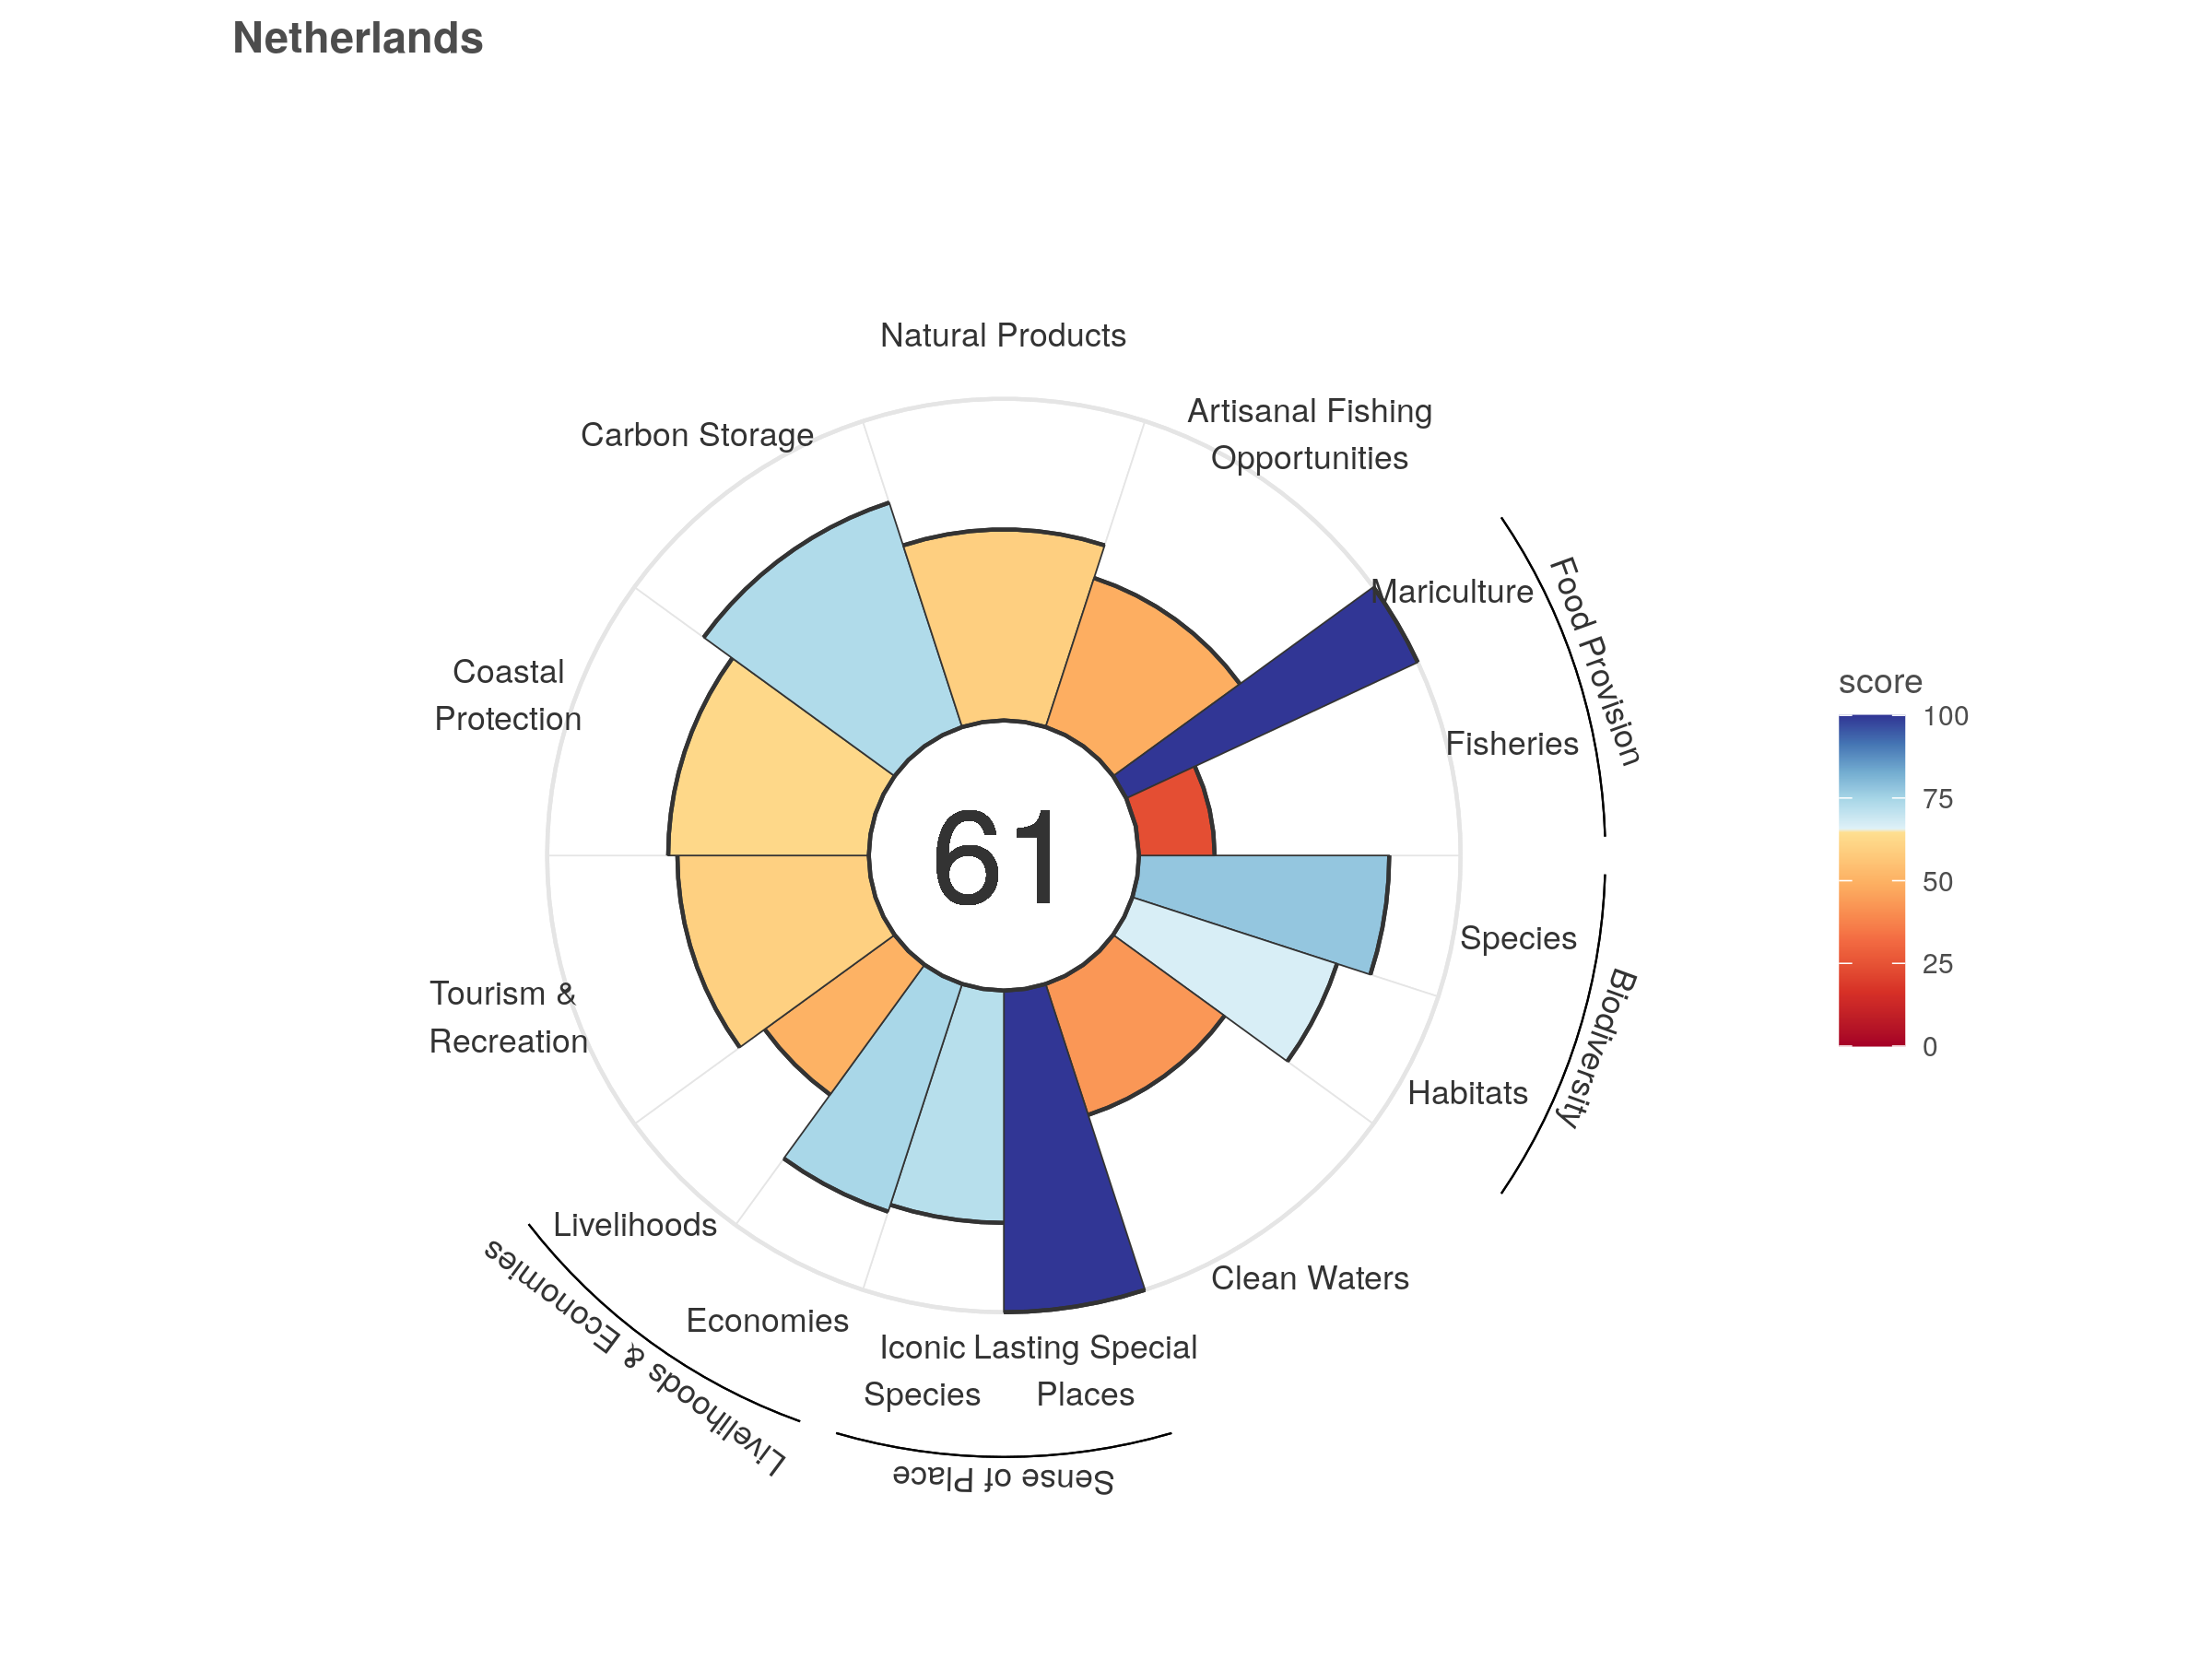 Netherlands
Natural Products
Artisanal Fishing
Opportunities
Carbon Storage
Mariculture
Food Provision
Fisheries
Coastal
Protection
score
100
75
50
25
0
61
Species
Biodiversity
Habitats
Tourism &
Recreation
Livelihoods
Economies
Livelihoods & Economies
Clean Waters
Iconic
Species
Lasting Special
Places
Sense of Place